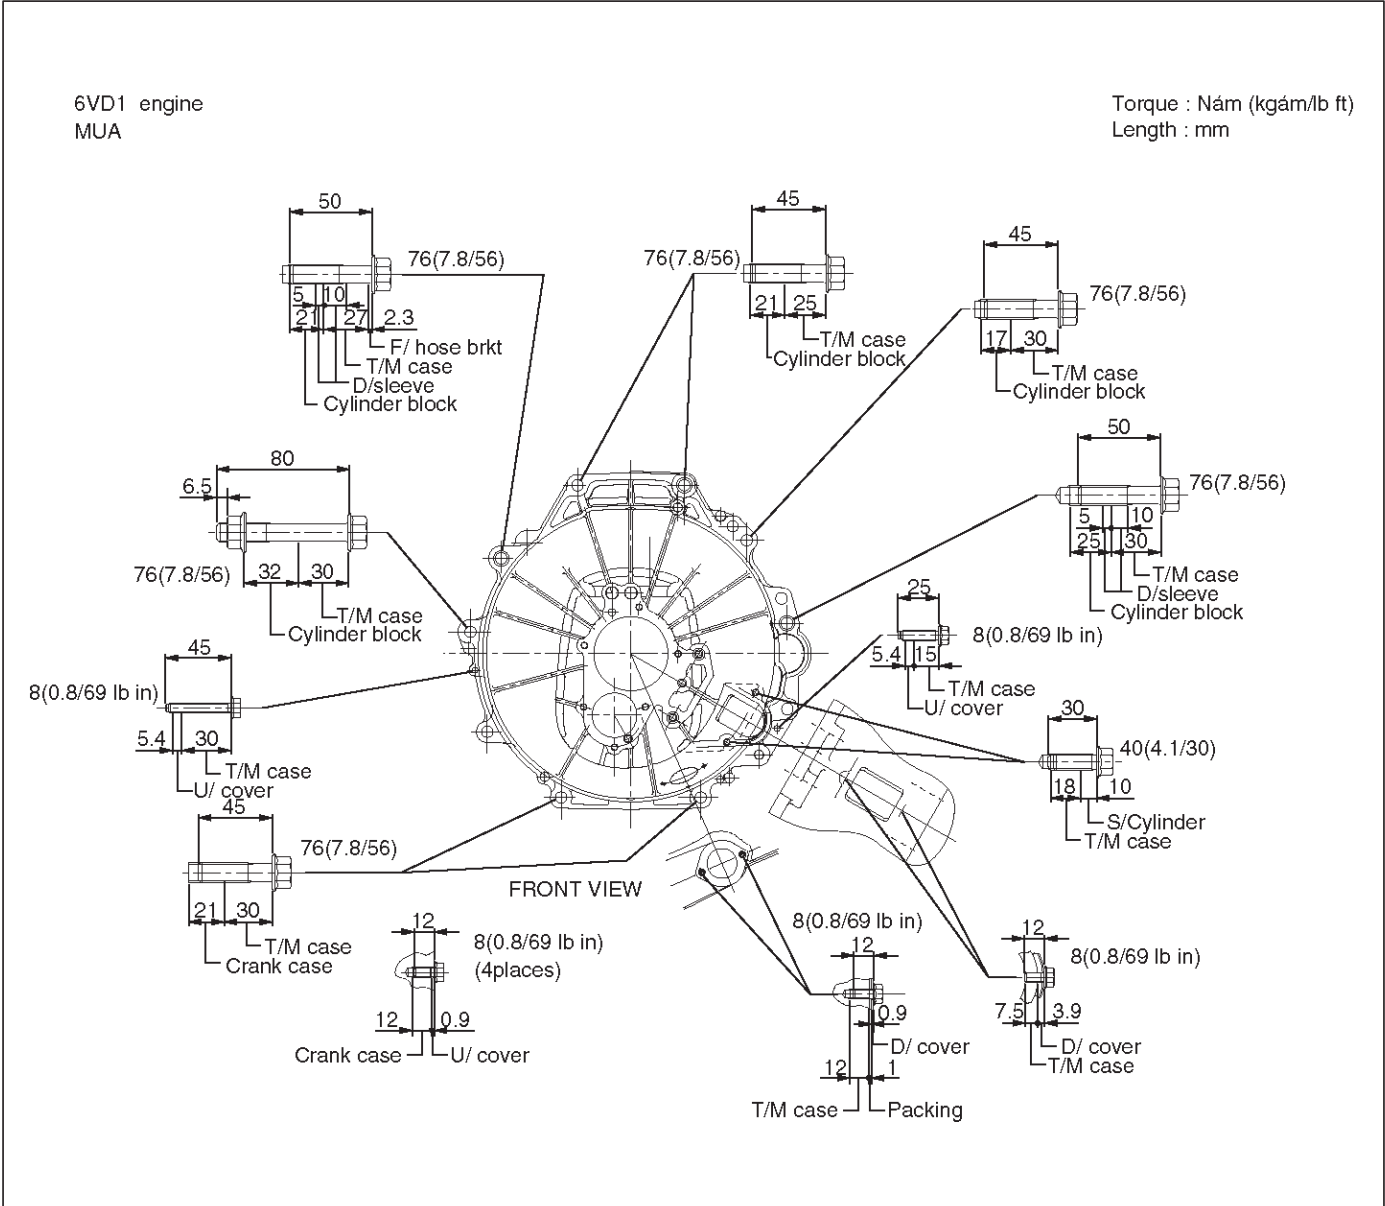 6VD1 engine
MUA
Torque : Nám (kgám/lb ft)
Length : mm
50
76(7.8/56)
5
10
21
27
2.3
F/ hose brkt
T/M case
D/sleeve
Cylinder block
45
76(7.8/56)
21
25
T/M case
Cylinder block
45
76(7.8/56)
17
30
T/M case
Cylinder block
50
76(7.8/56)
5
10
25
30
T/M case
D/sleeve
Cylinder block
80
6.5
76(7.8/56)
32
30
T/M case
Cylinder block
25
8(0.8/69 lb in)
5.4
15
T/M case
U/ cover
45
8(0.8/69 lb in)
5.4
30
T/M case
U/ cover
30
40(4.1/30)
18
10
S/Cylinder
T/M case
45
76(7.8/56)
21
30
T/M case
Crank case
FRONT VIEW
12
8(0.8/69 lb in)
(4places)
12
0.9
Crank case
U/ cover
8(0.8/69 lb in)
12
0.9
D/ cover
12
1
T/M case
Packing
12
8(0.8/69 lb in)
7.5
3.9
D/ cover
T/M case